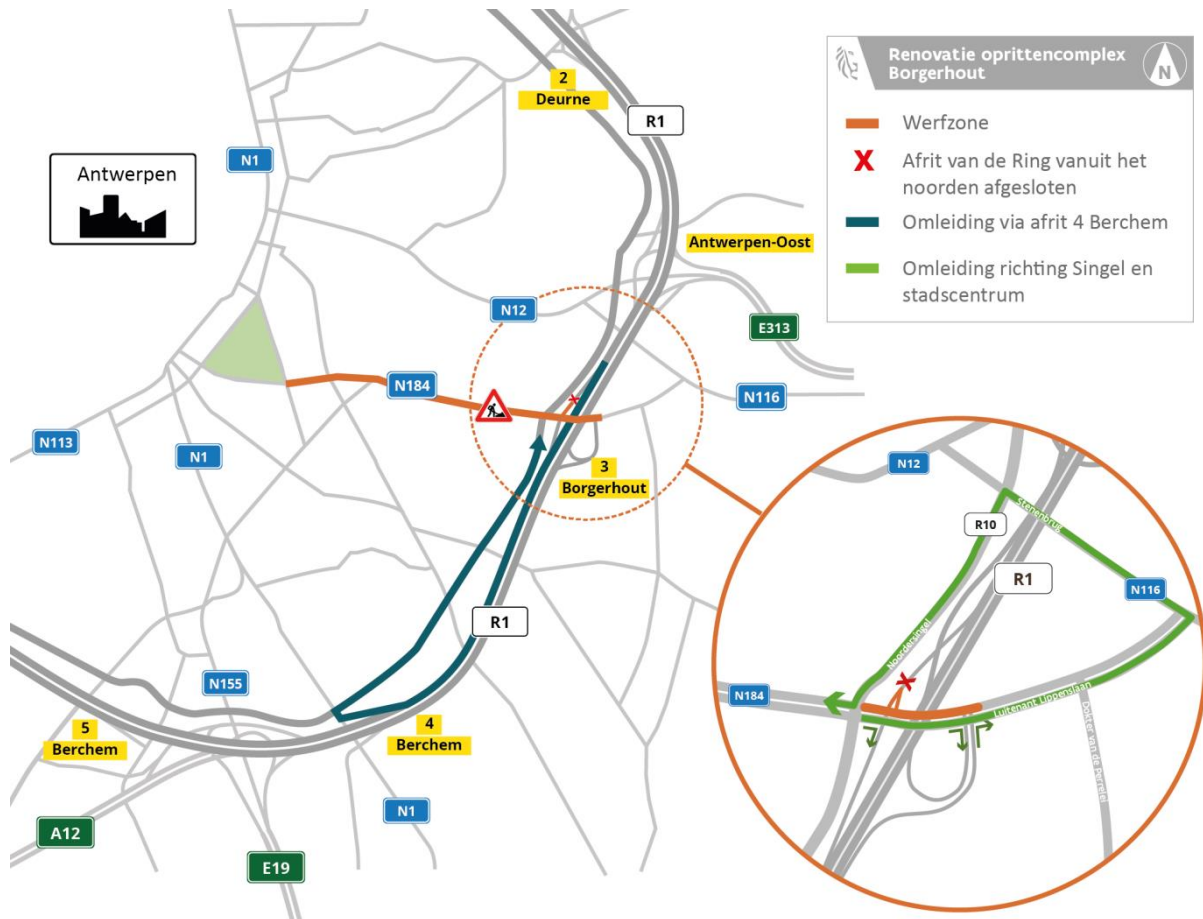 Renovatie oprittencomplex
Borgerhout
N
Werfzone
X
Afrit van de Ring vanuit het
noorden afgesloten
Omleiding via afrit 4 Berchem
Omleiding richting Singel en
stadscentrum
2
Deurne
R1
N1
Antwerpen
Antwerpen-Oost
N12
E313
N184
N116
N113
N1
3
Borgerhout
R1
N155
5
Berchem
4
Berchem
N1
A12
E19
N12
Stenenbrug
R10
R1
N116
Noordersingel
N184
Luitenant Lippenslaan
Dokter van de Perrelei